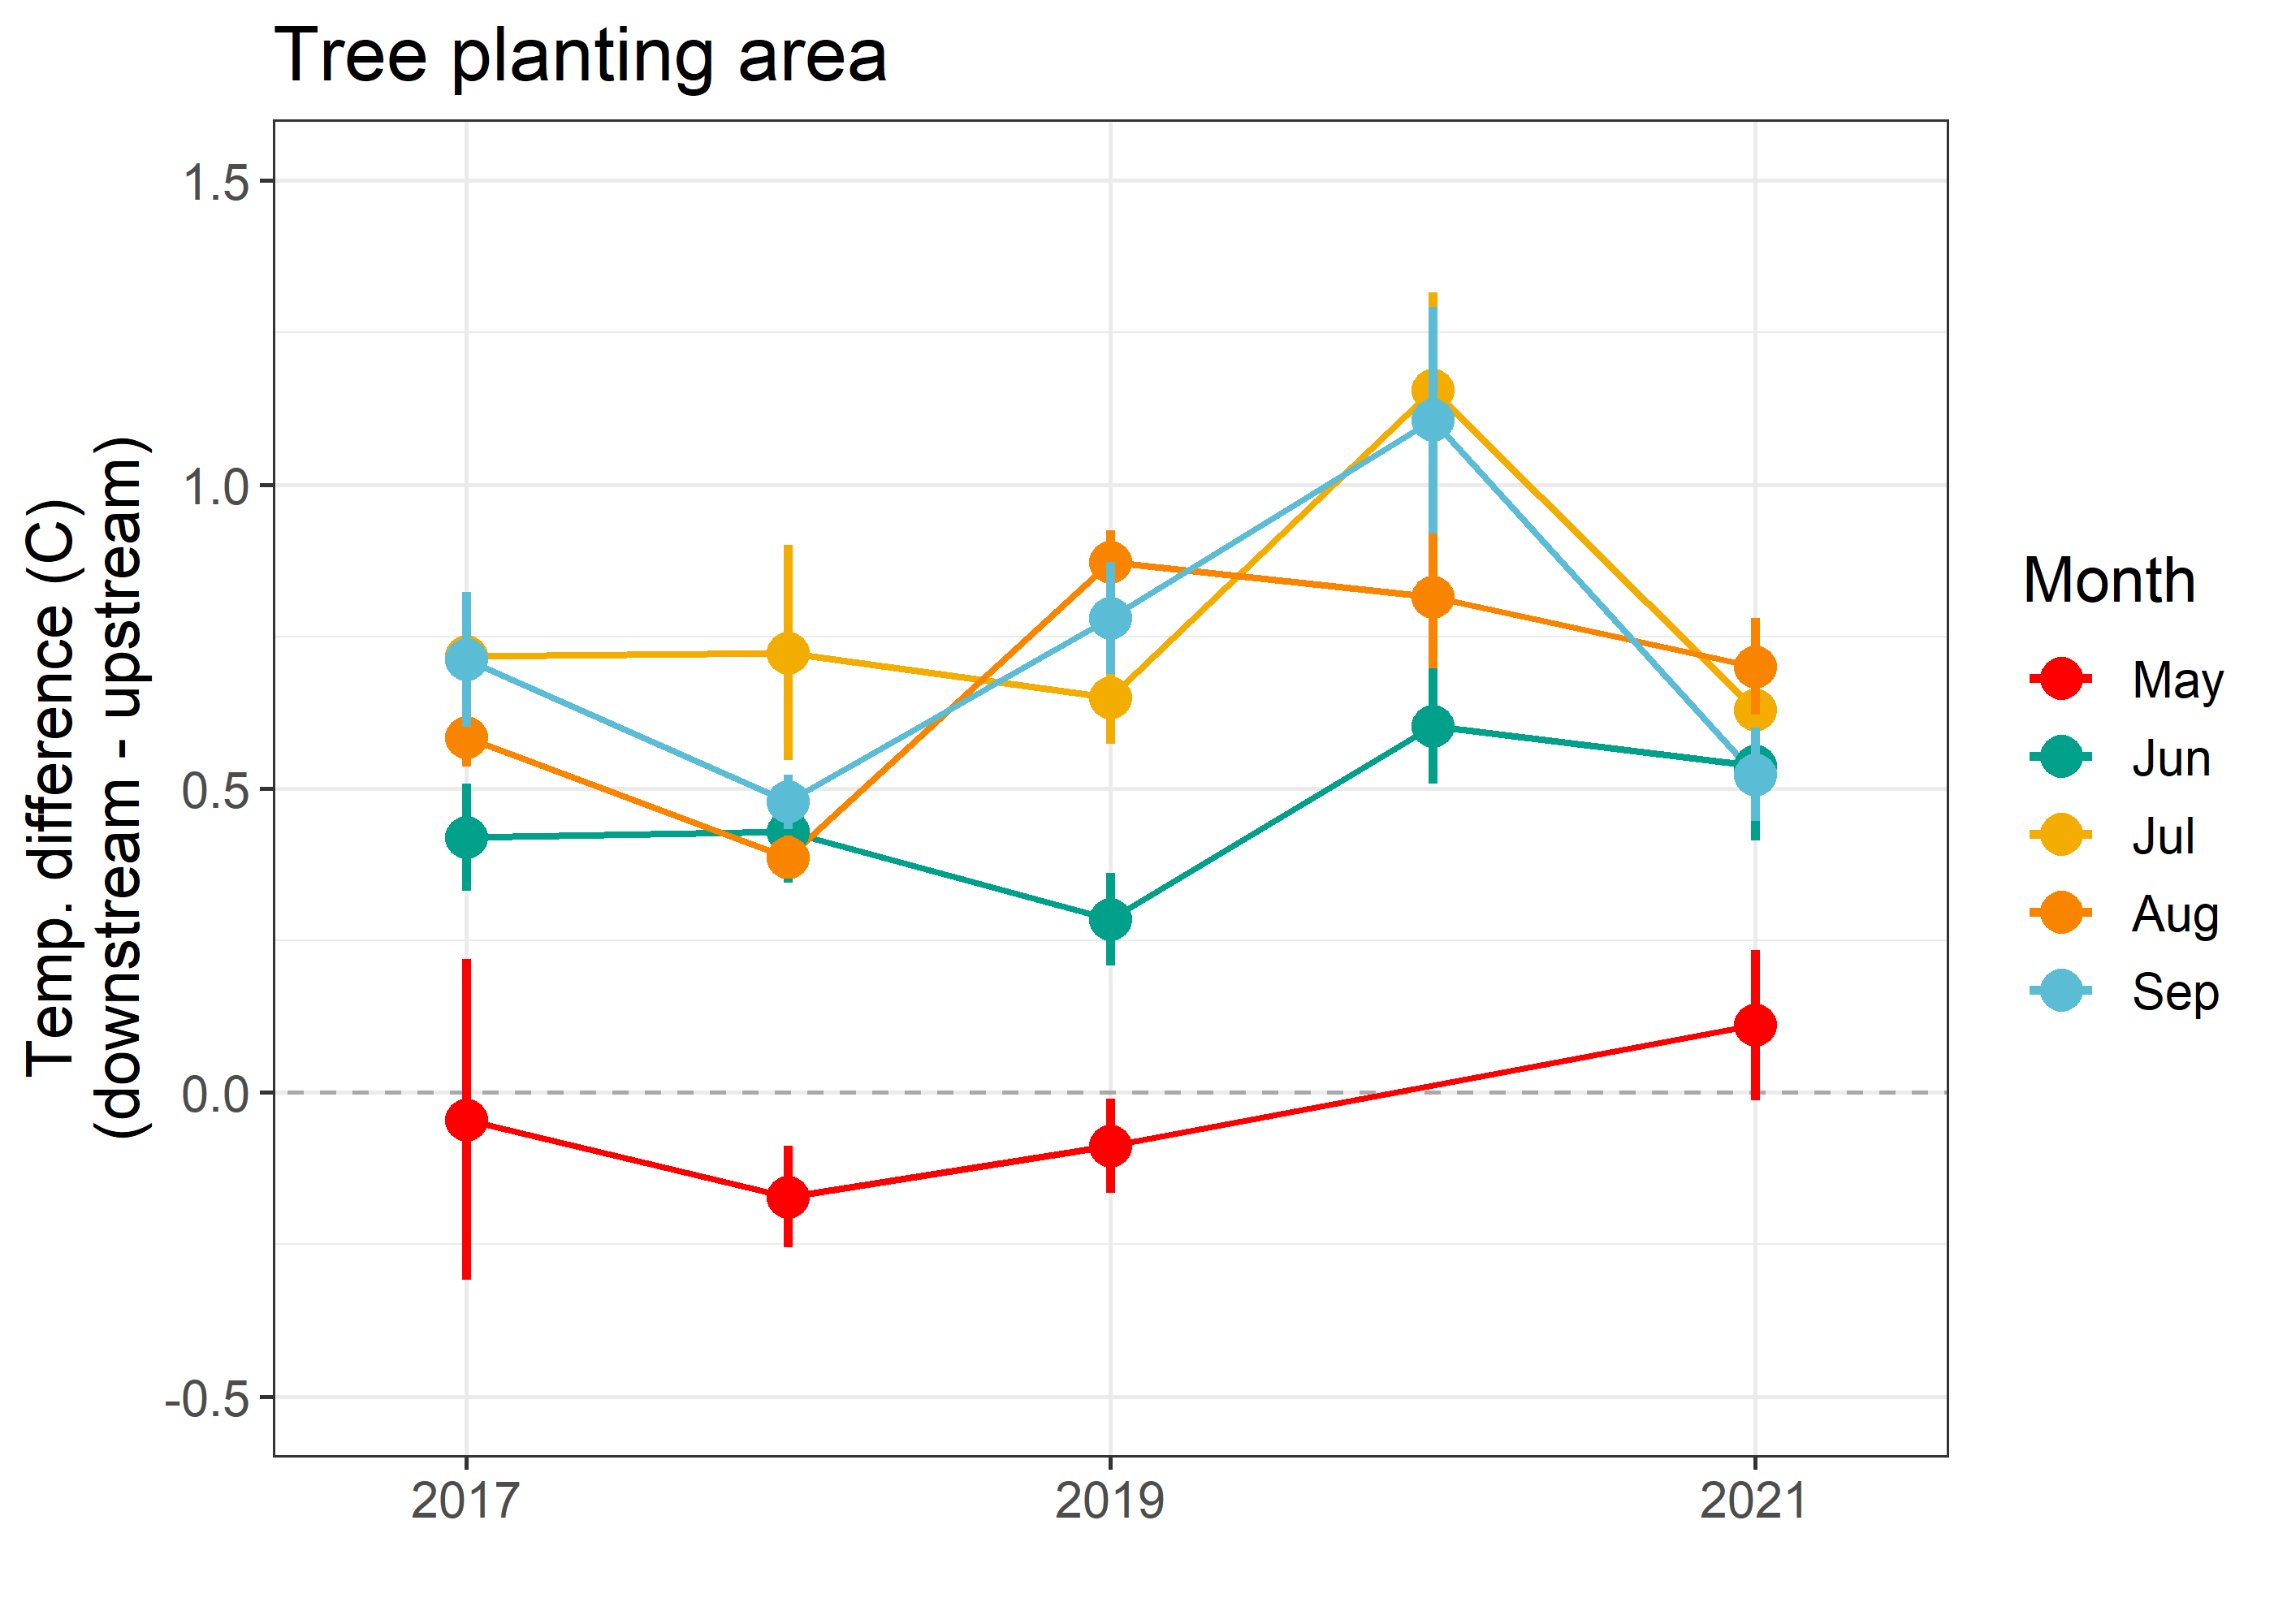 Tree planting area
Temp. difference (C)
(downstream - upstream)
1.5
1.0
0.5
0.0
-0.5
2017
2019
2021
Month
May
Jun
Jul
Aug
Sep